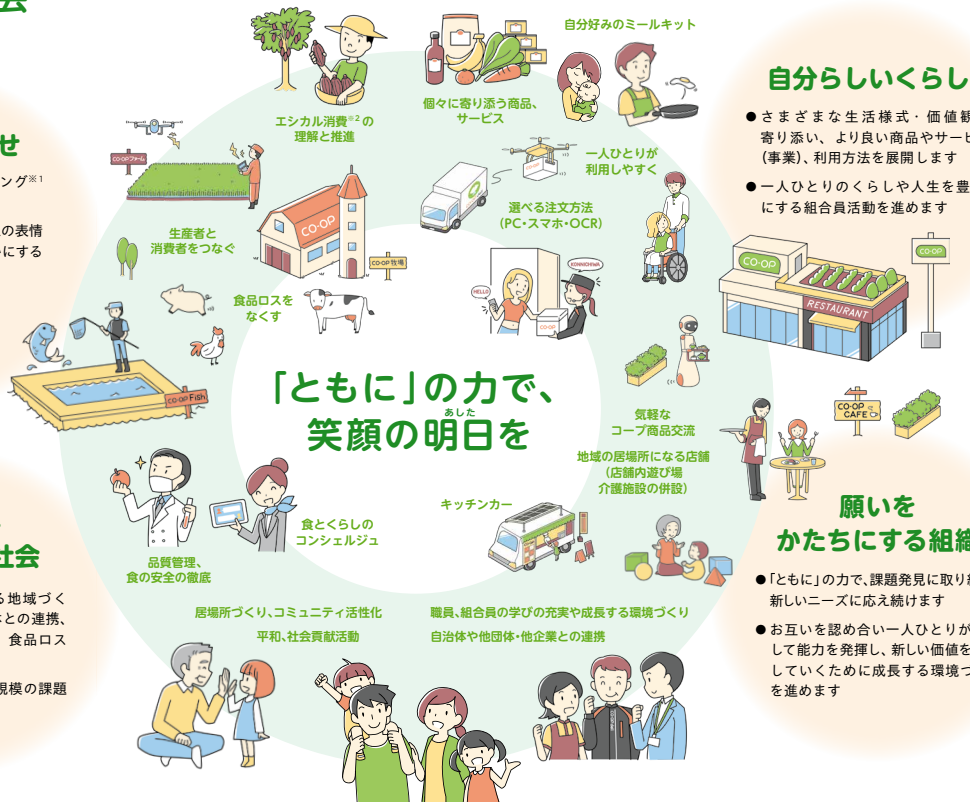 会
自分好みのミールキット
個々に寄り添う商品、
サービス
エシカル消費※2の
理解と推進
CO·OPファーム
一人ひとりが
利用しやすく
選べる注文方法
(PC・スマホ・OCR)
生産者と
消費者をつなぐ
CO·OP
CO·OP牧場
食品ロスを
なくす
HELLO
KONNICHIWA
CO·OP
CO·OP Fish
せ
ング※1
の表情
にする
自分らしいくらし
●さまざまな生活様式・価値観
寄り添い、より良い商品やサービ
(事業)、利用方法を展開します
●一人ひとりのくらしや人生を豊
にする組合員活動を進めます
CO·OP
CO·OP
RESTAURANT
「ともに」の力で、
あした
笑顔の明日を
気軽な
コープ商品交流
地域の居場所になる店舗
(店舗内遊び場
介護施設の併設)
CO·OP
CAFE
キッチンカー
食とくらしの
コンシェルジュ
品質管理、
食の安全の徹底
居場所づくり、コミュニティ活性化
平和、社会貢献活動
職員、組合員の学びの充実や成長する環境づくり
自治体や他団体・他企業との連携
社会
る地域づく
との連携、
食品ロス
規模の課題
願いを
かたちにする組織
●「ともに」の力で、課題発見に取り組
新しいニーズに応え続けます
●お互いを認め合い一人ひとりが
して能力を発揮し、新しい価値を
していくために成長する環境づ
を進めます